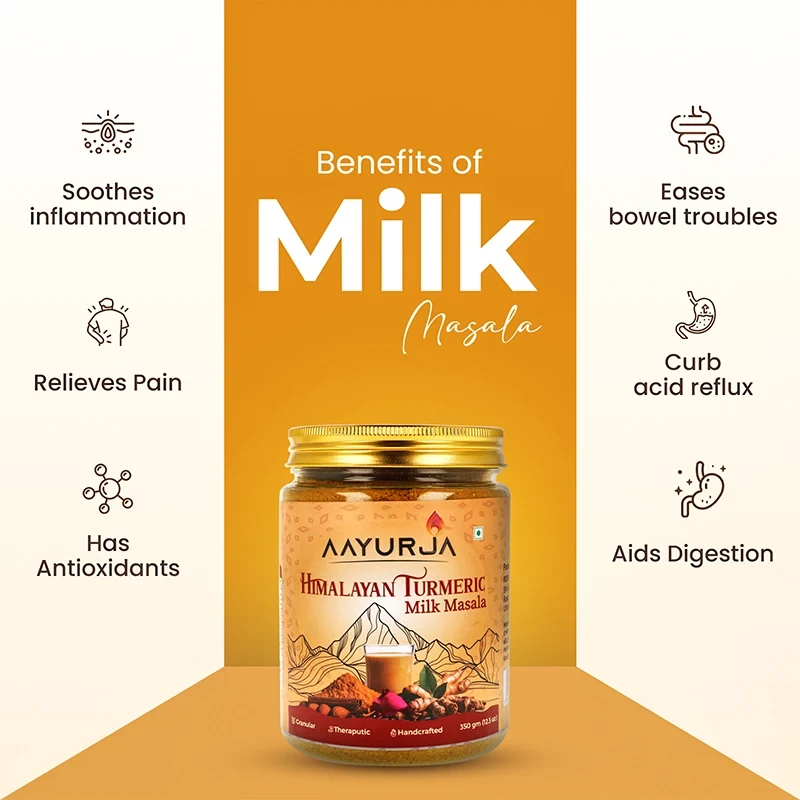 Benefits of
Milk
Masala
Soothes
inflammation
Relieves Pain
Has
Antioxidants
Eases
bowel troubles
Curb
acid reflux
Aids Digestion
AAYURJA
HIMALAYAN TURMERIC
Milk Masala
Granular
Theraputic
Handcrafted
350 gm (12.3 oz)